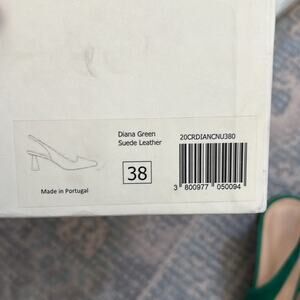 Diana Green
Suede Leather
38
Made in Portugal
20CRDIANCNU380
3 800977 050094